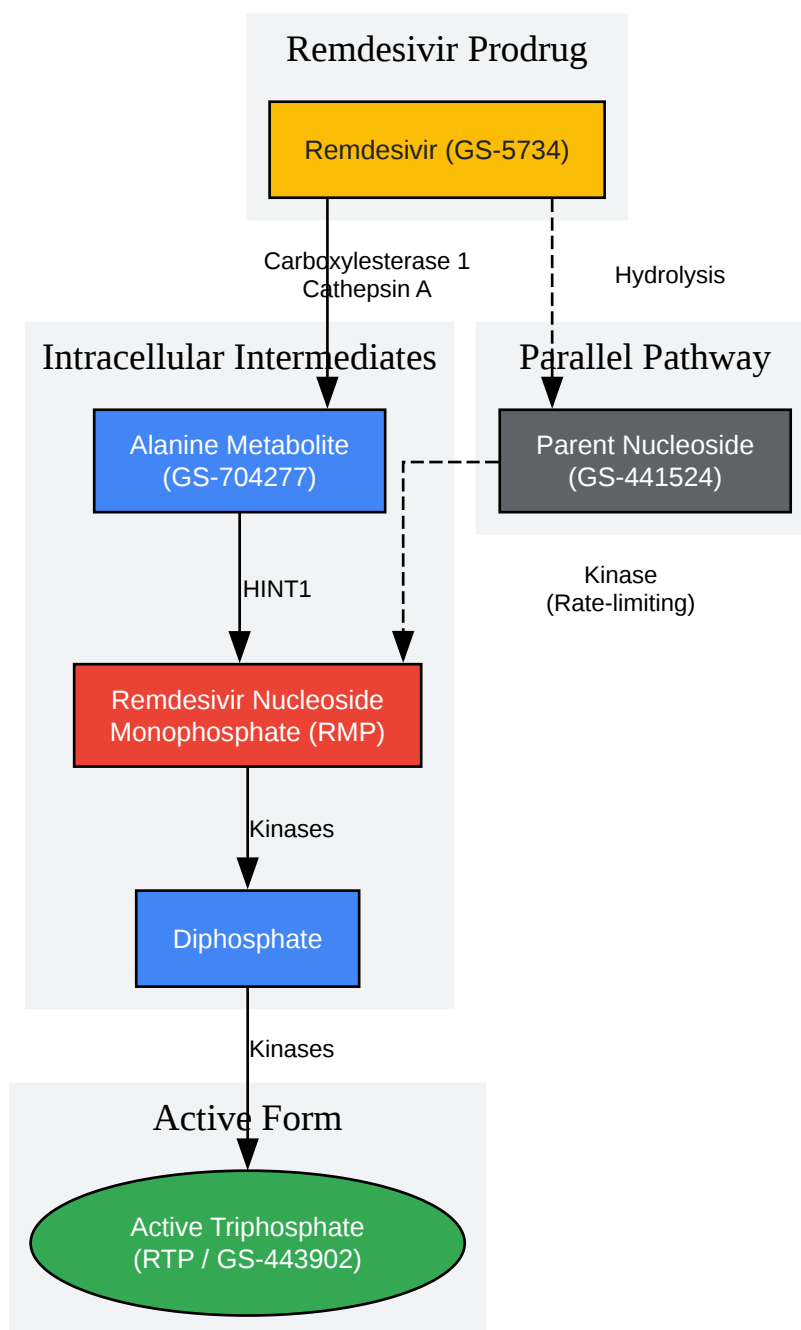 Remdesivir Prodrug
Remdesivir (GS-5734)
Carboxylesterase 1
Cathepsin A
Hydrolysis
Intracellular Intermediates
Parallel Pathway
Alanine Metabolite
(GS-704277)
Parent Nucleoside
(GS-441524)
HINT1
Kinase
(Rate-limiting)
Remdesivir Nucleoside
Monophosphate (RMP)
Kinases
Diphosphate
Kinases
Active Form
Active Triphosphate
(RTP / GS-443902)